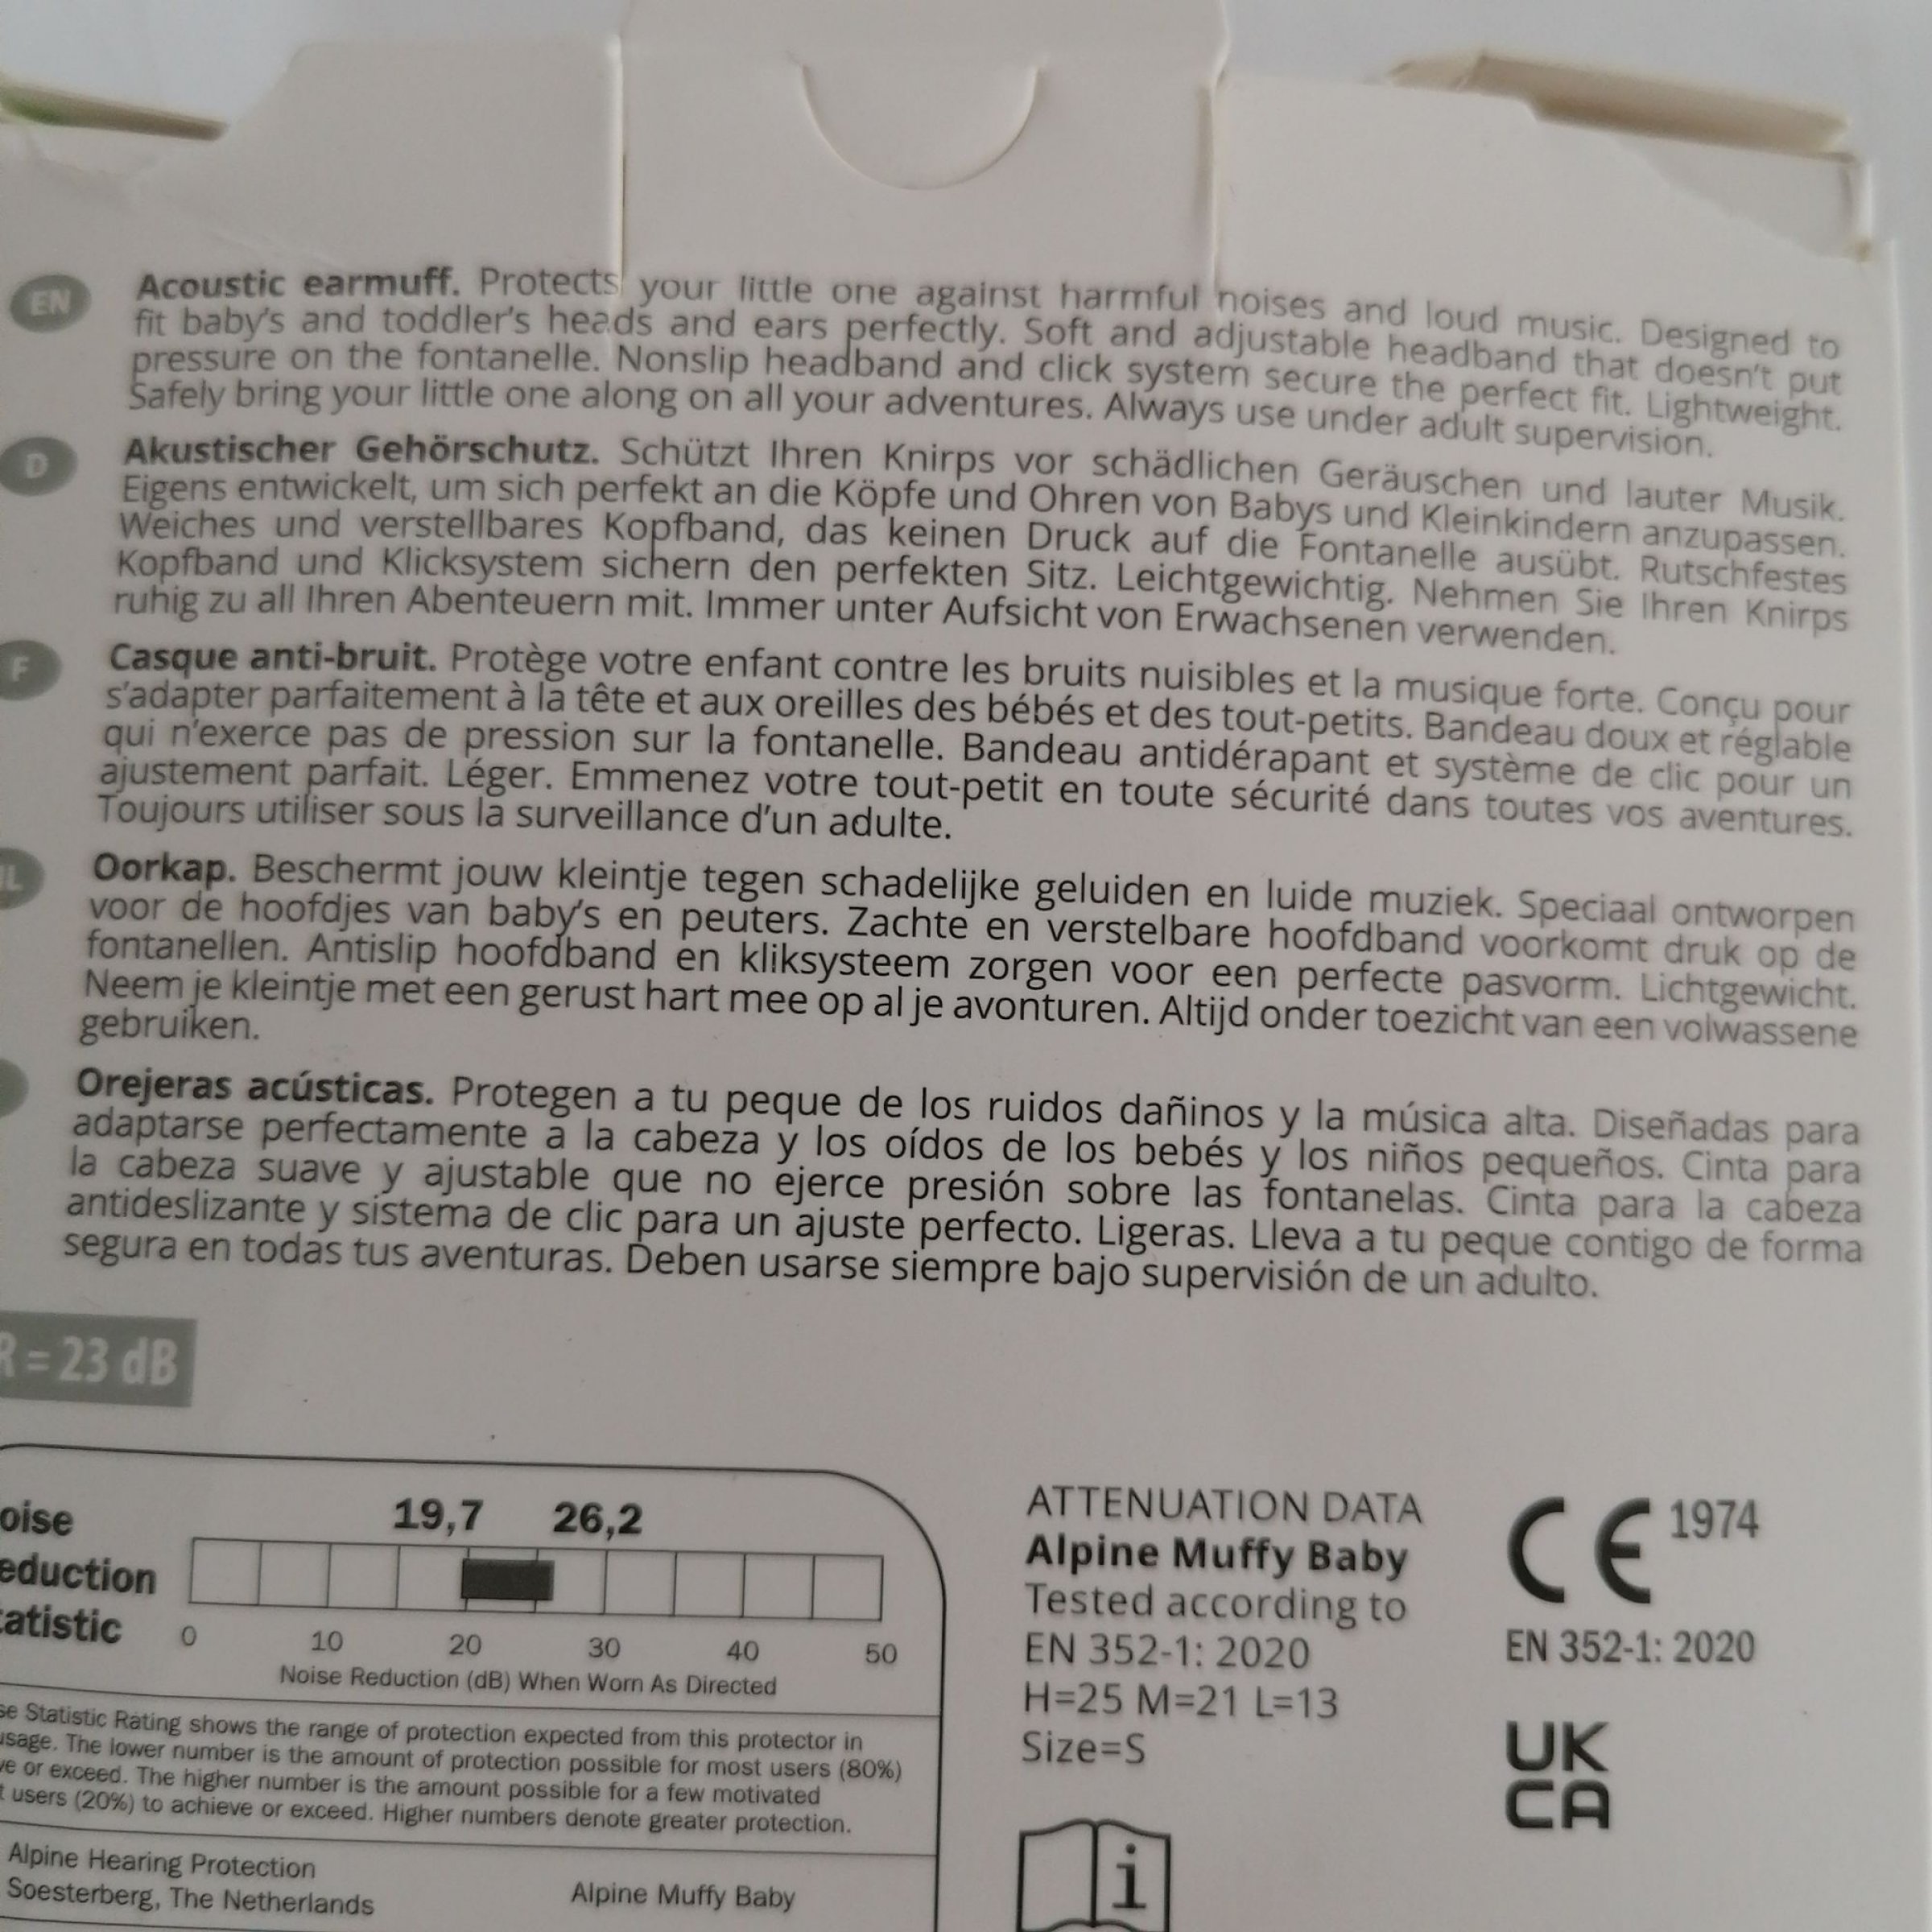 EN
Acoustic earmuff. Protects your little one against harmful noises and loud music. Designed to
fit baby's and toddler's heads and ears perfectly. Soft and adjustable headband that doesn't put
pressure on the fontanelle. Nonslip headband and click system secure the perfect fit. Lightweight.
Safely bring your little one along on all your adventures. Always use under adult supervision.
D
Akustischer Gehörschutz. Schützt Ihren Knirps vor schädlichen Geräuschen und lauter Musik.
Eigens entwickelt, um sich perfekt an die Köpfe und Ohren von Babys und Kleinkindern anzupassen.
Weiches und verstellbares Kopfband, das keinen Druck auf die Fontanelle ausübt. Rutschfestes
Kopfband und Klicksystem sichern den perfekten Sitz. Leichtgewichtig. Nehmen Sie Ihren Knirps
ruhig zu all Ihren Abenteuern mit. Immer unter Aufsicht von Erwachsenen verwenden.
F
Casque anti-bruit. Protège votre enfant contre les bruits nuisibles et la musique forte. Conçu pour
s'adapter parfaitement à la tête et aux oreilles des bébés et des tout-petits. Bandeau doux et réglable
qui n'exerce pas de pression sur la fontanelle. Bandeau antidérapant et système de clic pour un
ajustement parfait. Léger. Emmenez votre tout-petit en toute sécurité dans toutes vos aventures.
Toujours utiliser sous la surveillance d'un adulte.
Oorkap. Beschermt jouw kleintje tegen schadelijke geluiden en luide muziek. Speciaal ontworpen
voor de hoofdjes van baby's en peuters. Zachte en verstelbare hoofdband voorkomt druk op de
fontanellen. Antislip hoofdband en kliksysteem zorgen voor een perfecte pasvorm. Lichtgewicht.
Neem je kleintje met een gerust hart mee op al je avonturen. Altijd onder toezicht van een volwassene
gebruiken.
Orejeras acústicas. Protegen a tu peque de los ruidos dañinos y la música alta. Diseñadas para
adaptarse perfectamente a la cabeza y los oídos de los bebés y los niños pequeños. Cinta para
la cabeza suave y ajustable que no ejerce presión sobre las fontanelas. Cinta para la cabeza
antideslizante y sistema de clic para un ajuste perfecto. Ligeras. Lleva a tu peque contigo de forma
segura en todas tus aventuras. Deben usarse siempre bajo supervisión de un adulto.
R = 23 dB
oise
eduction
tatistic
19,7 26,2
0 10 20 30 40 50
Noise Reduction (dB) When Worn As Directed
se Statistic Rating shows the range of protection expected from this protector in
usage. The lower number is the amount of protection possible for most users (80%)
ve or exceed. The higher number is the amount possible for a few motivated
t users (20%) to achieve or exceed. Higher numbers denote greater protection.
Alpine Hearing Protection
Soesterberg, The Netherlands
Alpine Muffy Baby
ATTENUATION DATA
Alpine Muffy Baby
Tested according to
EN 352-1: 2020
H=25 M=21 L=13
Size=S
i
CE 1974
EN 352-1: 2020
UK
CA